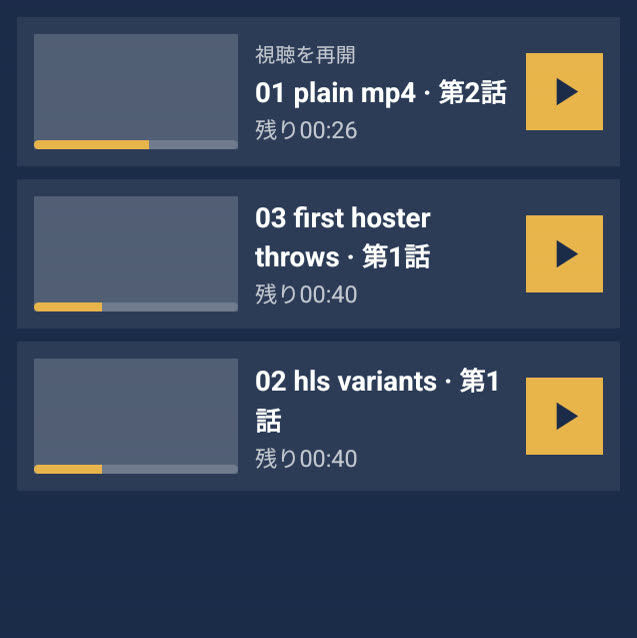 視聴を再開
01 plain mp4 · 第2話
残り00:26
03 first hoster
throws · 第1話
残り00:40
02 hls variants · 第1
話
残り00:40